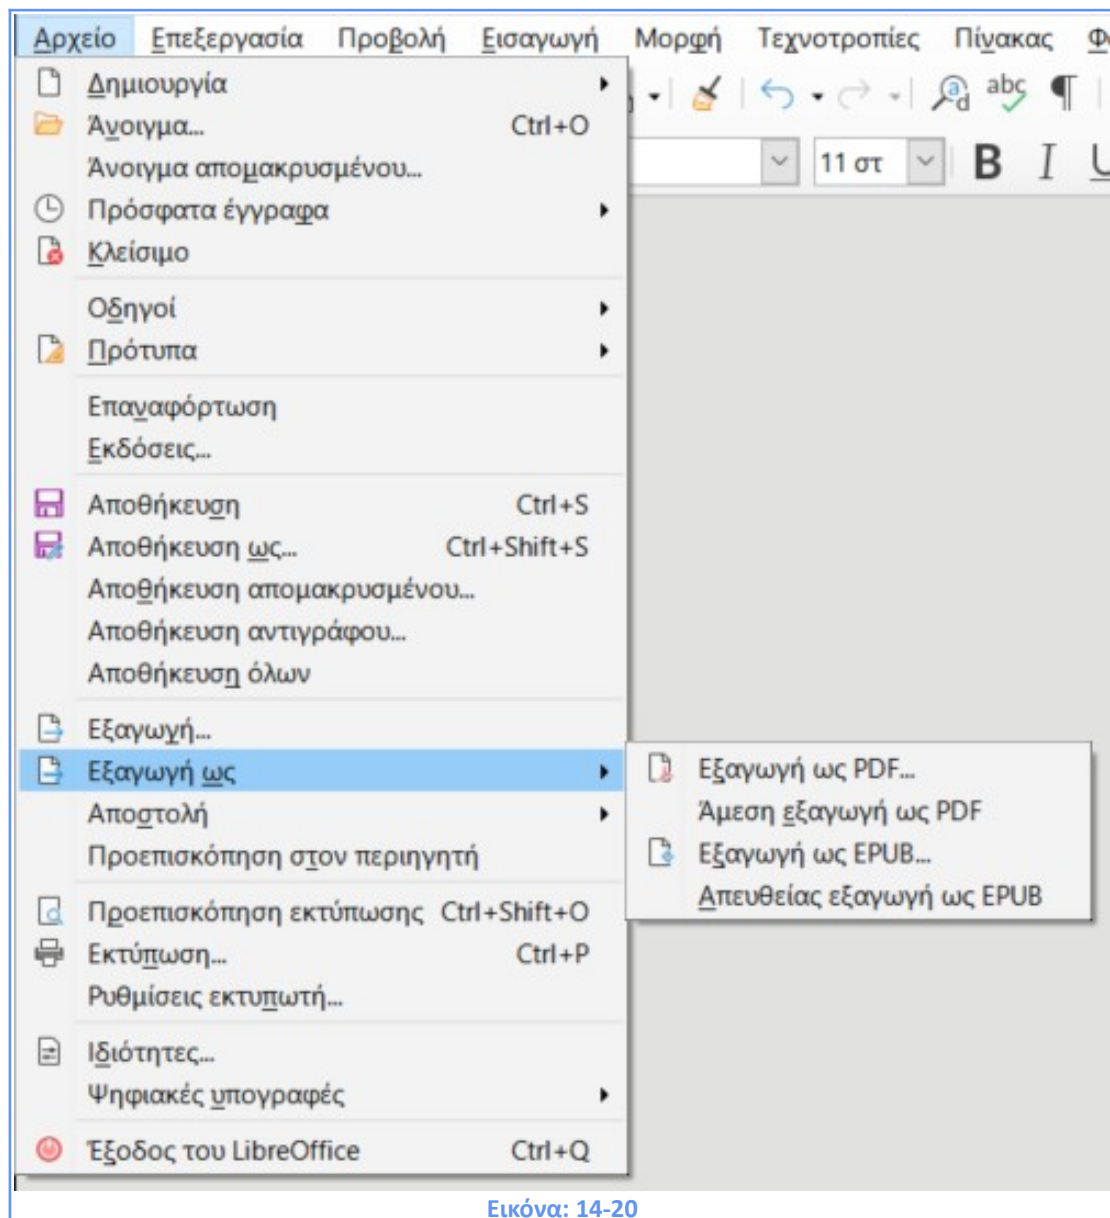 Αρχείο Επεξεργασία Προβολή Εισαγωγή Μορφή Τεχνοτροπίες Πίνακας
Δημιουργία
Άνοιγμα... Ctrl+O
Άνοιγμα απομακρυσμένου...
11 στ B I U
Πρόσφατα έγγραφα
Κλείσιμο
Οδηγοί
Πρότυπα
Επαναφόρτωση
Εκδόσεις...
Αποθήκευση Ctrl+S
Αποθήκευση ως... Ctrl+Shift+S
Αποθήκευση απομακρυσμένου...
Αποθήκευση αντιγράφου...
Αποθήκευση όλων
Εξαγωγή...
Εξαγωγή ως
Αποστολή
Προεπισκόπηση στον περιηγητή
Προεπισκόπηση εκτύπωσης Ctrl+Shift+O
Εκτύπωση... Ctrl+P
Ρυθμίσεις εκτυπωτή...
Ιδιότητες...
Ψηφιακές υπογραφές
Έξοδος του LibreOffice Ctrl+Q
Εξαγωγή ως PDF...
Άμεση εξαγωγή ως PDF
Εξαγωγή ως EPUB...
Απευθείας εξαγωγή ως EPUB
Εικόνα: 14-20